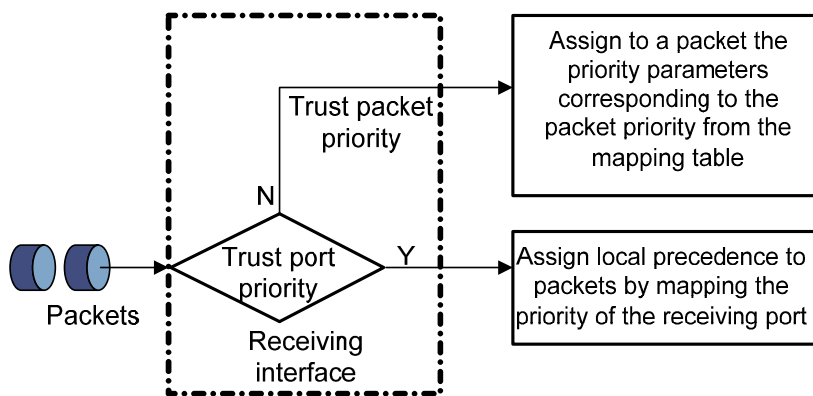 Assign to a packet the
priority parameters
corresponding to the
packet priority from the
mapping table
Trust packet
priority
N
Trust port
priority
Y
Assign local precedence to
packets by mapping the
priority of the receiving port
Packets
Receiving
interface